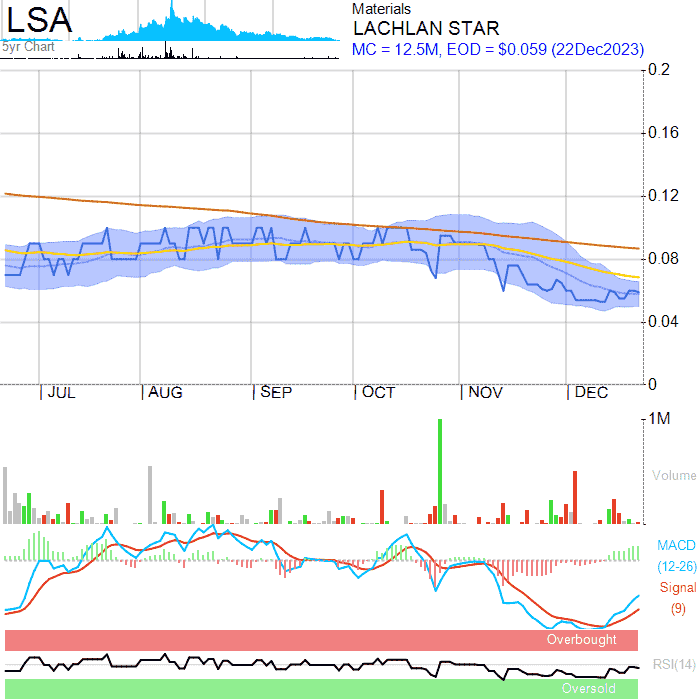 LSA
5yr Chart
Materials
LACHLAN STAR
MC = 12.5M, EOD = $0.059 (22Dec2023)
0.2
0.16
0.12
0.08
0.04
0
JUL AUG SEP OCT NOV DEC
1M
Volume
MACD
(12-26)
Signal
(9)
Overbought
RSI(14)
Oversold